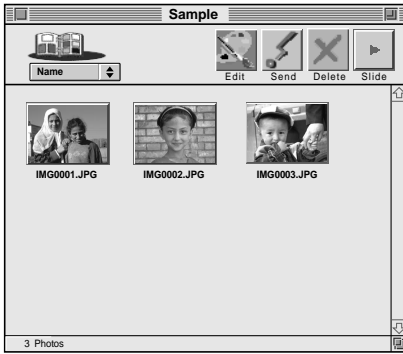 Sample
Name
Edit Send Delete Slide
IMG0001.JPG IMG0002.JPG IMG0003.JPG
3 Photos